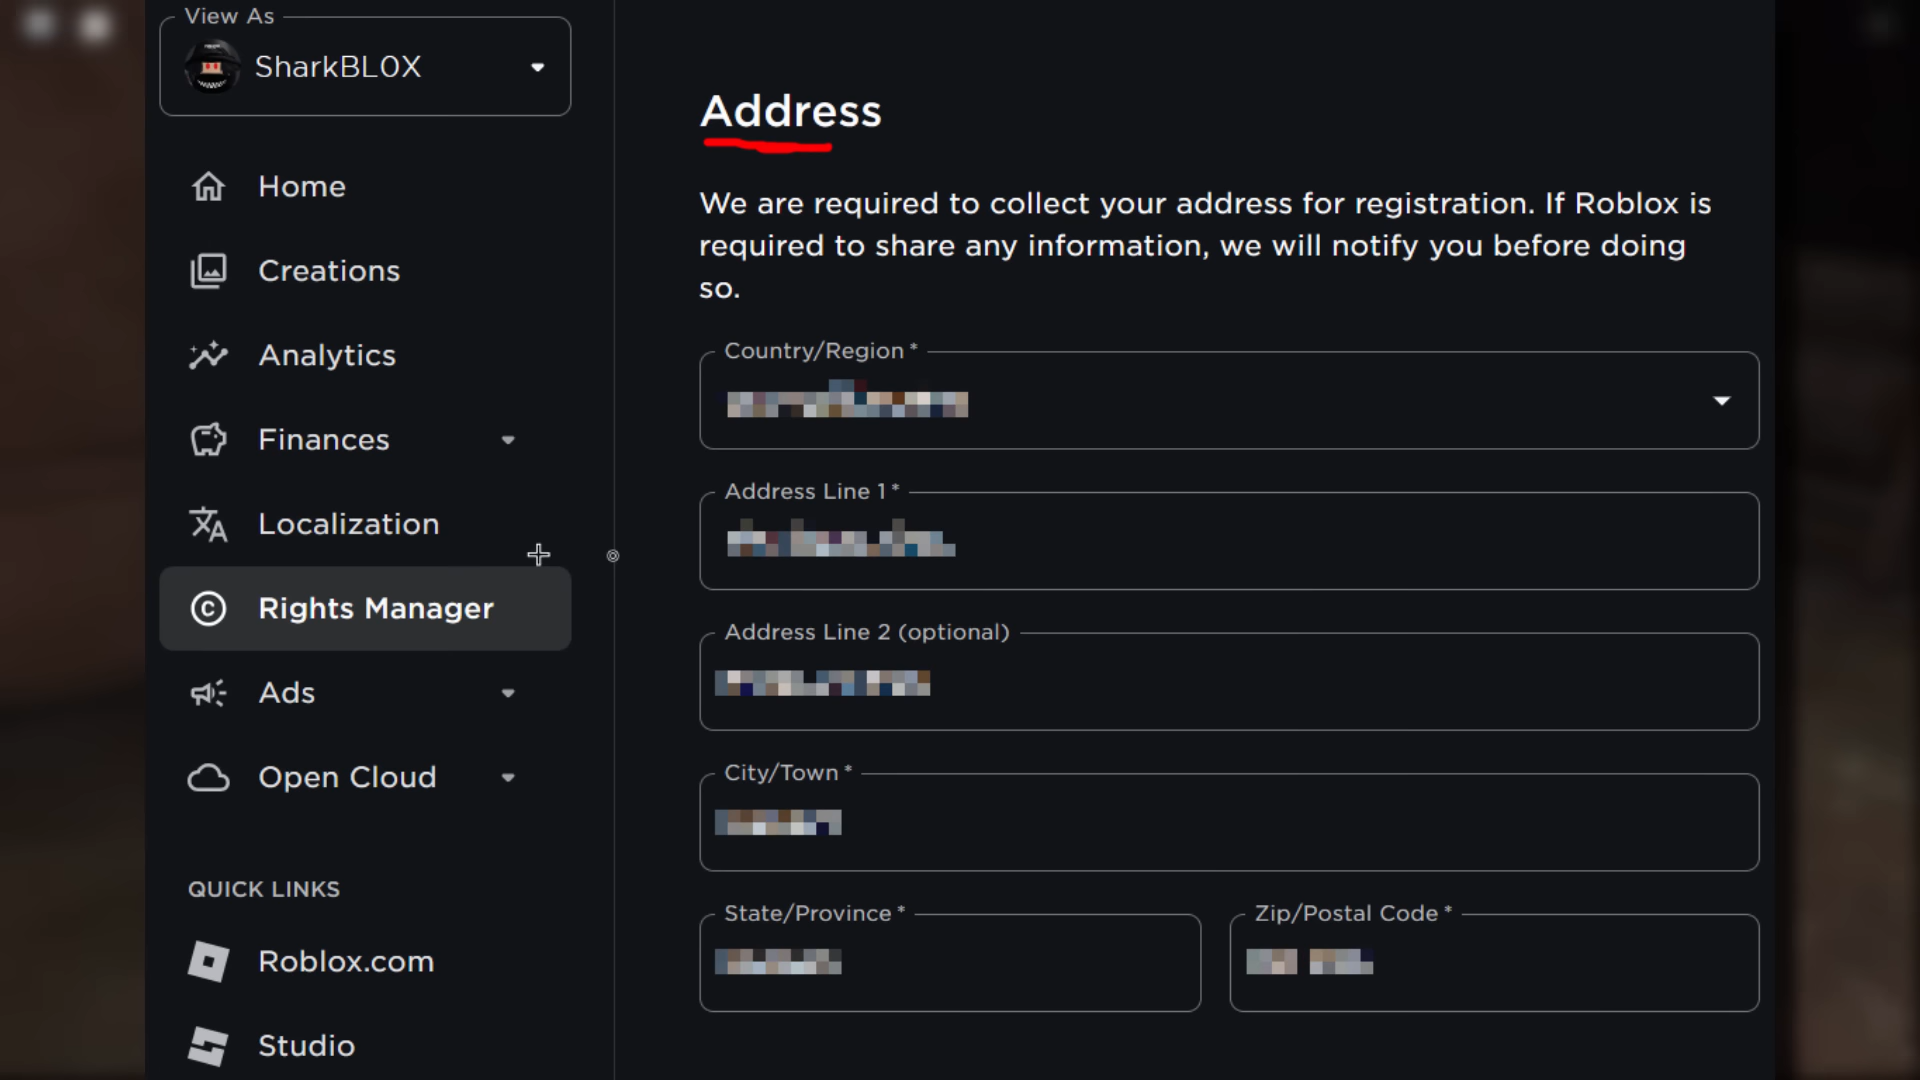 View As
SharkBL0X
Home
Creations
Analytics
Finances
Localization
Rights Manager
Ads
Open Cloud
QUICK LINKS
Roblox.com
Studio
Address
We are required to collect your address for registration. If Roblox is
required to share any information, we will notify you before doing
so.
Country/Region *
Address Line 1 *
Address Line 2 (optional)
City/Town *
State/Province *
Zip/Postal Code *